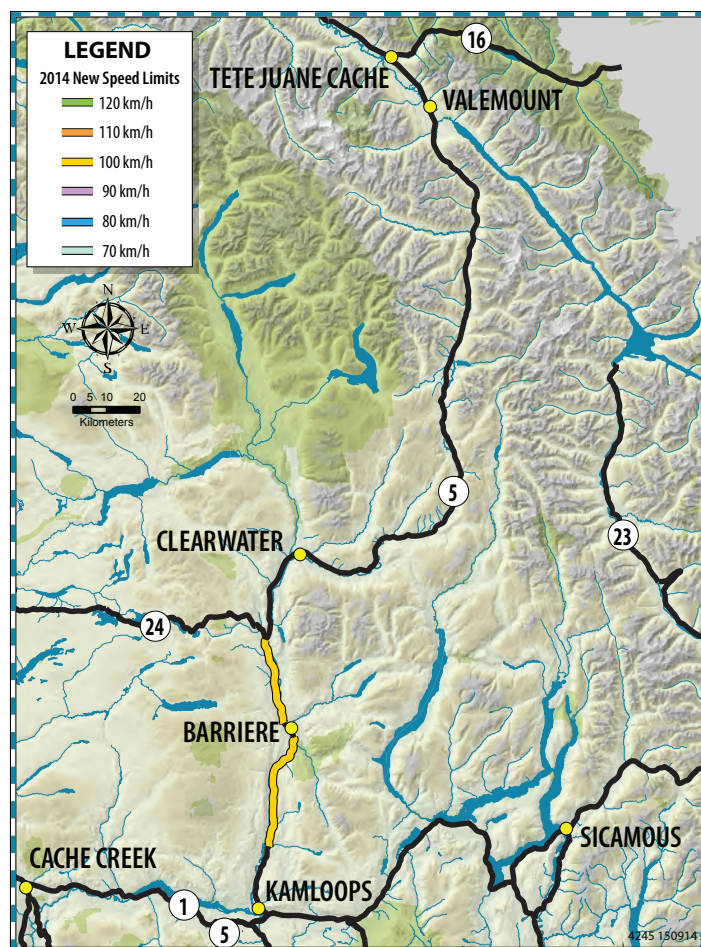 LEGEND
2014 New Speed Limits
120 km/h
110 km/h
100 km/h
90 km/h
80 km/h
70 km/h
16
TETE JUANE CACHE
VALEMOUNT
N
W E
S
0 5 10 20
Kilometers
5
CLEARWATER
23
24
BARRIERE
SICAMOUS
CACHE CREEK
KAMLOOPS
1
5
4245 150914